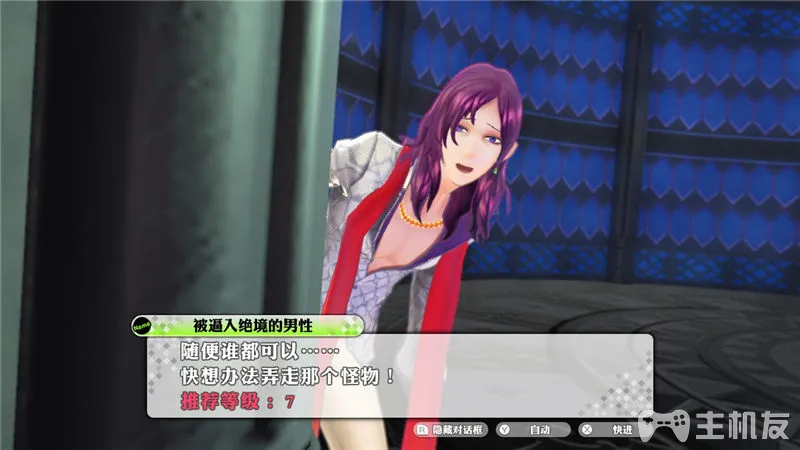 Name
被逼入绝境的男性
随便谁都可以……
快想办法弄走那个怪物！
推荐等级：7
R 隐藏对话框 Y 自动 X 快进
主机友